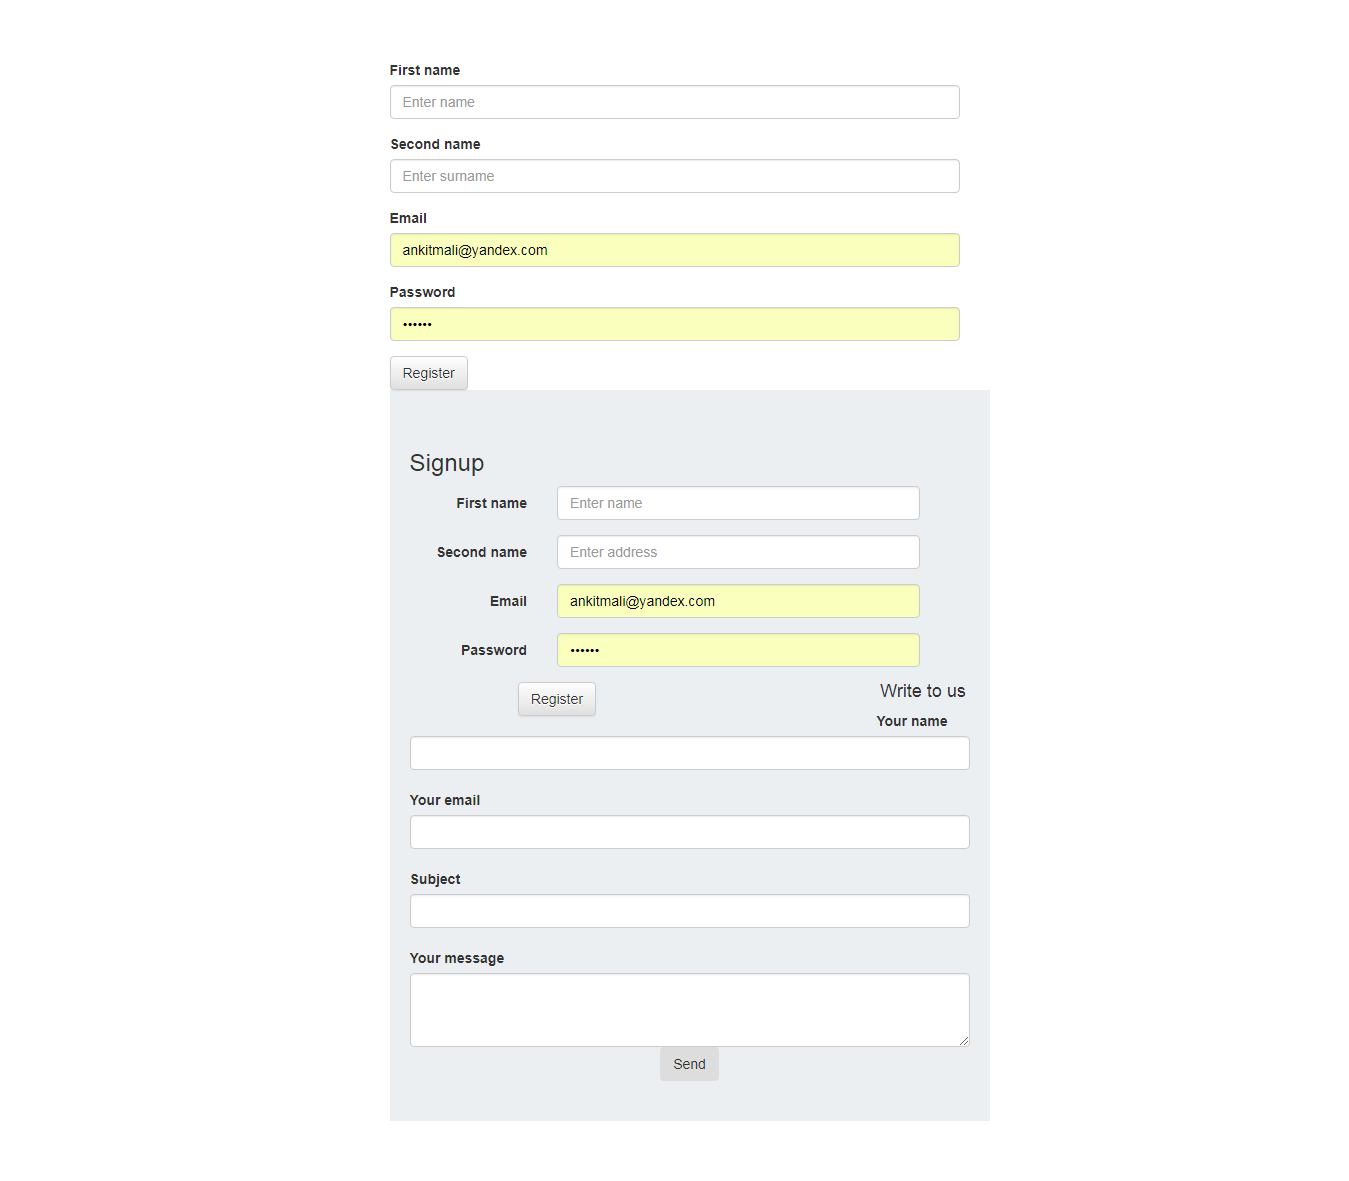 First name
Enter name
Second name
Enter surname
Email
ankitmali@yandex.com
Password
••••••
Register
Signup
First name Enter name
Second name Enter address
Email ankitmali@yandex.com
Password ••••••
Register Write to us
Your name
Your email
Subject
Your message
Send